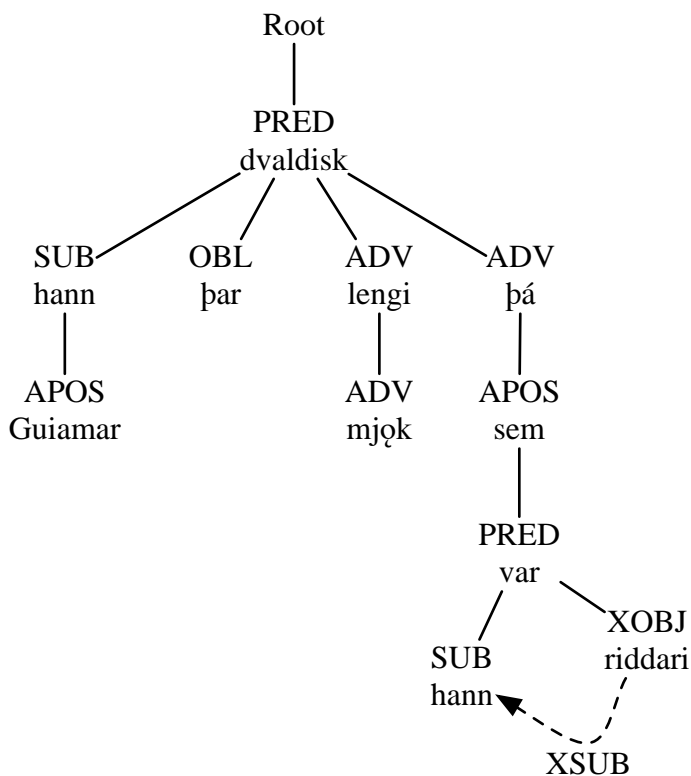 Root
PRED
dvaldisk
SUB OBL ADV ADV
hann þar lengi þá
APOS ADV APOS
Guiamar mjǫk sem
PRED
var
XOBJ
SUB riddari
hann
XSUB